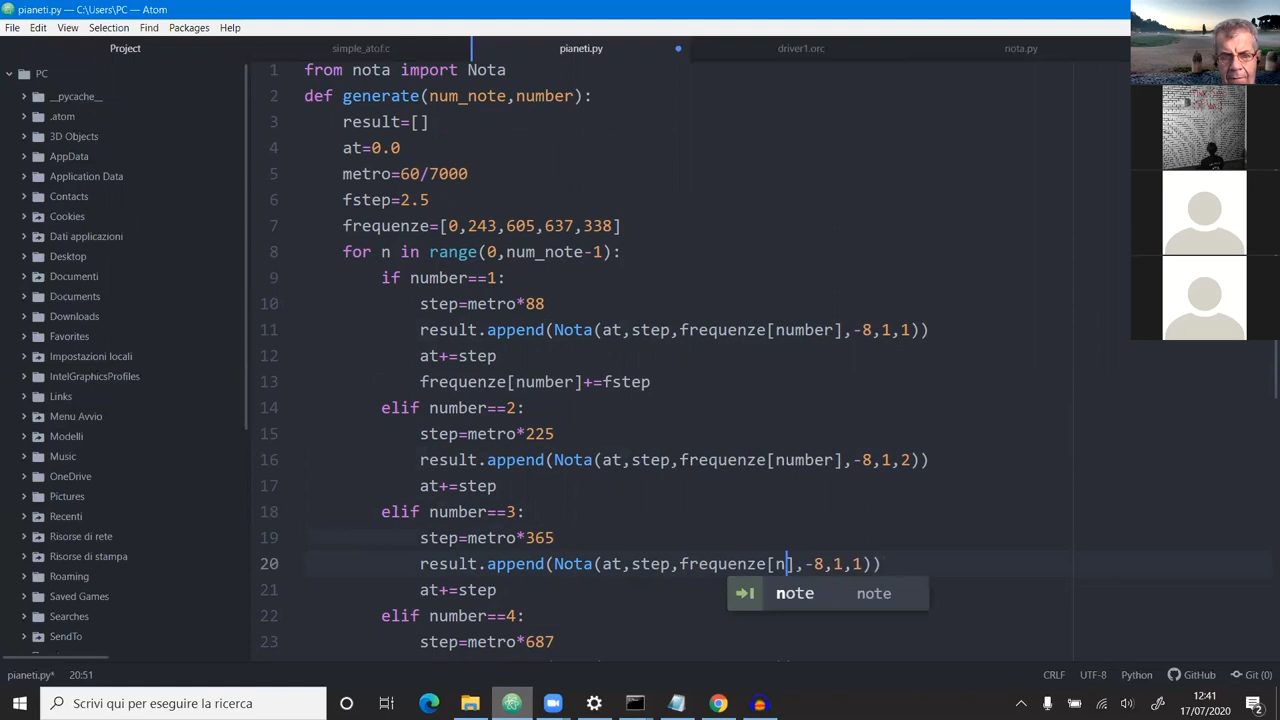 pianeti.py — C:\Users\PC — Atom
File Edit View Selection Find Packages Help
Project
simple_atof.c
pianeti.py
driver1.orc
nota.py
PC
__pycache__
.atom
3D Objects
AppData
Application Data
Contacts
Cookies
Dati applicazioni
Desktop
Documenti
Documents
Downloads
Favorites
Impostazioni locali
IntelGraphicsProfiles
Links
Menu Avvio
Modelli
Music
OneDrive
Pictures
Recenti
Risorse di rete
Risorse di stampa
Roaming
Saved Games
Searches
SendTo
1 from nota import Nota
2 def generate(num_note,number):
3 result=[]
4 at=0.0
5 metro=60/7000
6 fstep=2.5
7 frequenze=[0,243,605,637,338]
8 for n in range(0,num_note-1):
9 if number==1:
10 step=metro*88
11 result.append(Nota(at,step,frequenze[number],-8,1,1))
12 at+=step
13 frequenze[number]+=fstep
14 elif number==2:
15 step=metro*225
16 result.append(Nota(at,step,frequenze[number],-8,1,2))
17 at+=step
18 elif number==3:
19 step=metro*365
20 result.append(Nota(at,step,frequenze[n],-8,1,1))
21 at+=step
22 elif number==4:
23 step=metro*687
note note
pianeti.py* 20:51
CRLF UTF-8 Python GitHub Git (0)
Scrivi qui per eseguire la ricerca
12:41
17/07/2020
2